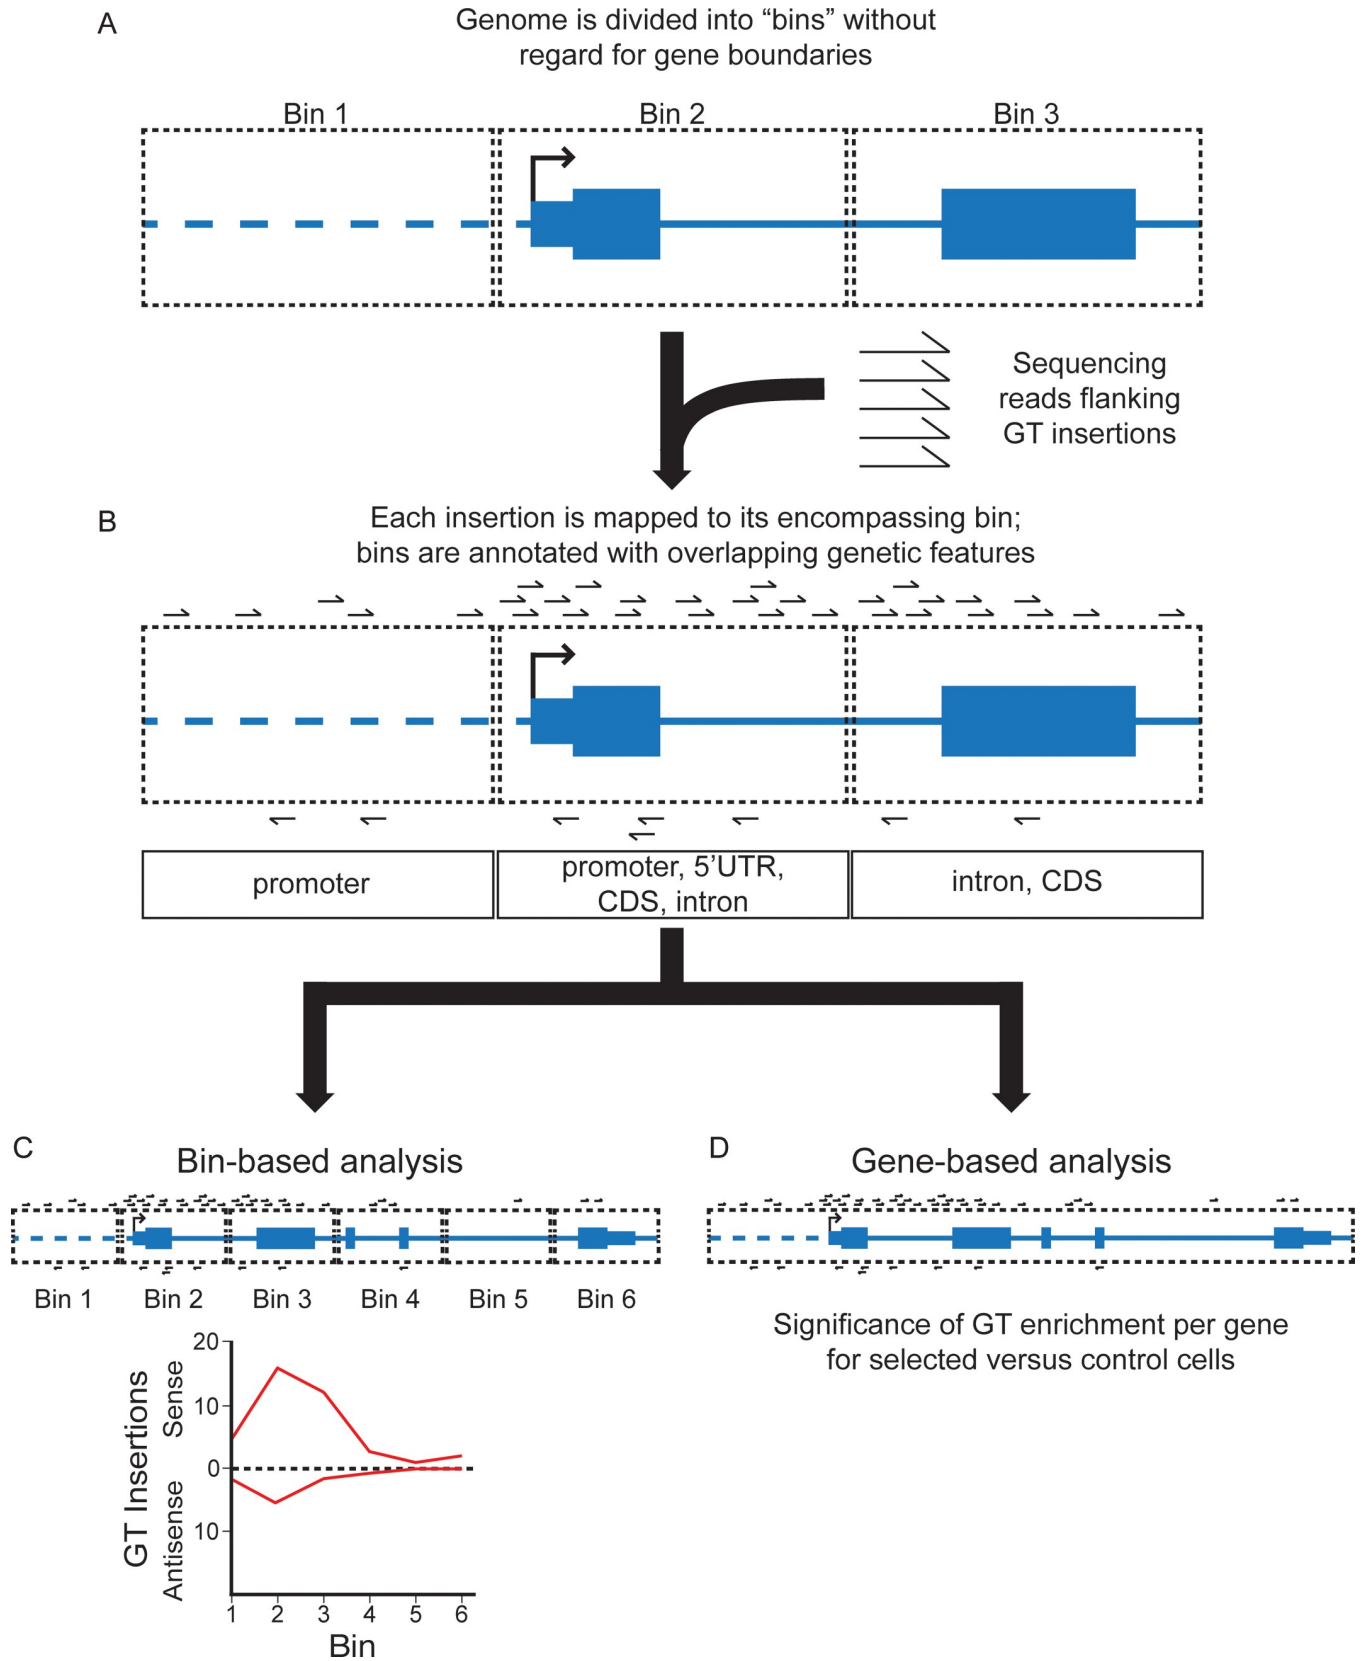 A
Genome is divided into “bins” without
regard for gene boundaries
Bin 1
Bin 2
Bin 3
Sequencing
reads flanking
GT insertions
B
Each insertion is mapped to its encompassing bin;
bins are annotated with overlapping genetic features
promoter
promoter, 5’UTR,
CDS, intron
intron, CDS
C
Bin-based analysis
Bin 1
Bin 2
Bin 3
Bin 4
Bin 5
Bin 6
GT Insertions
Sense
Antisense
20
10
0
10
1
2
3
4
5
6
Bin
D
Gene-based analysis
Significance of GT enrichment per gene
for selected versus control cells